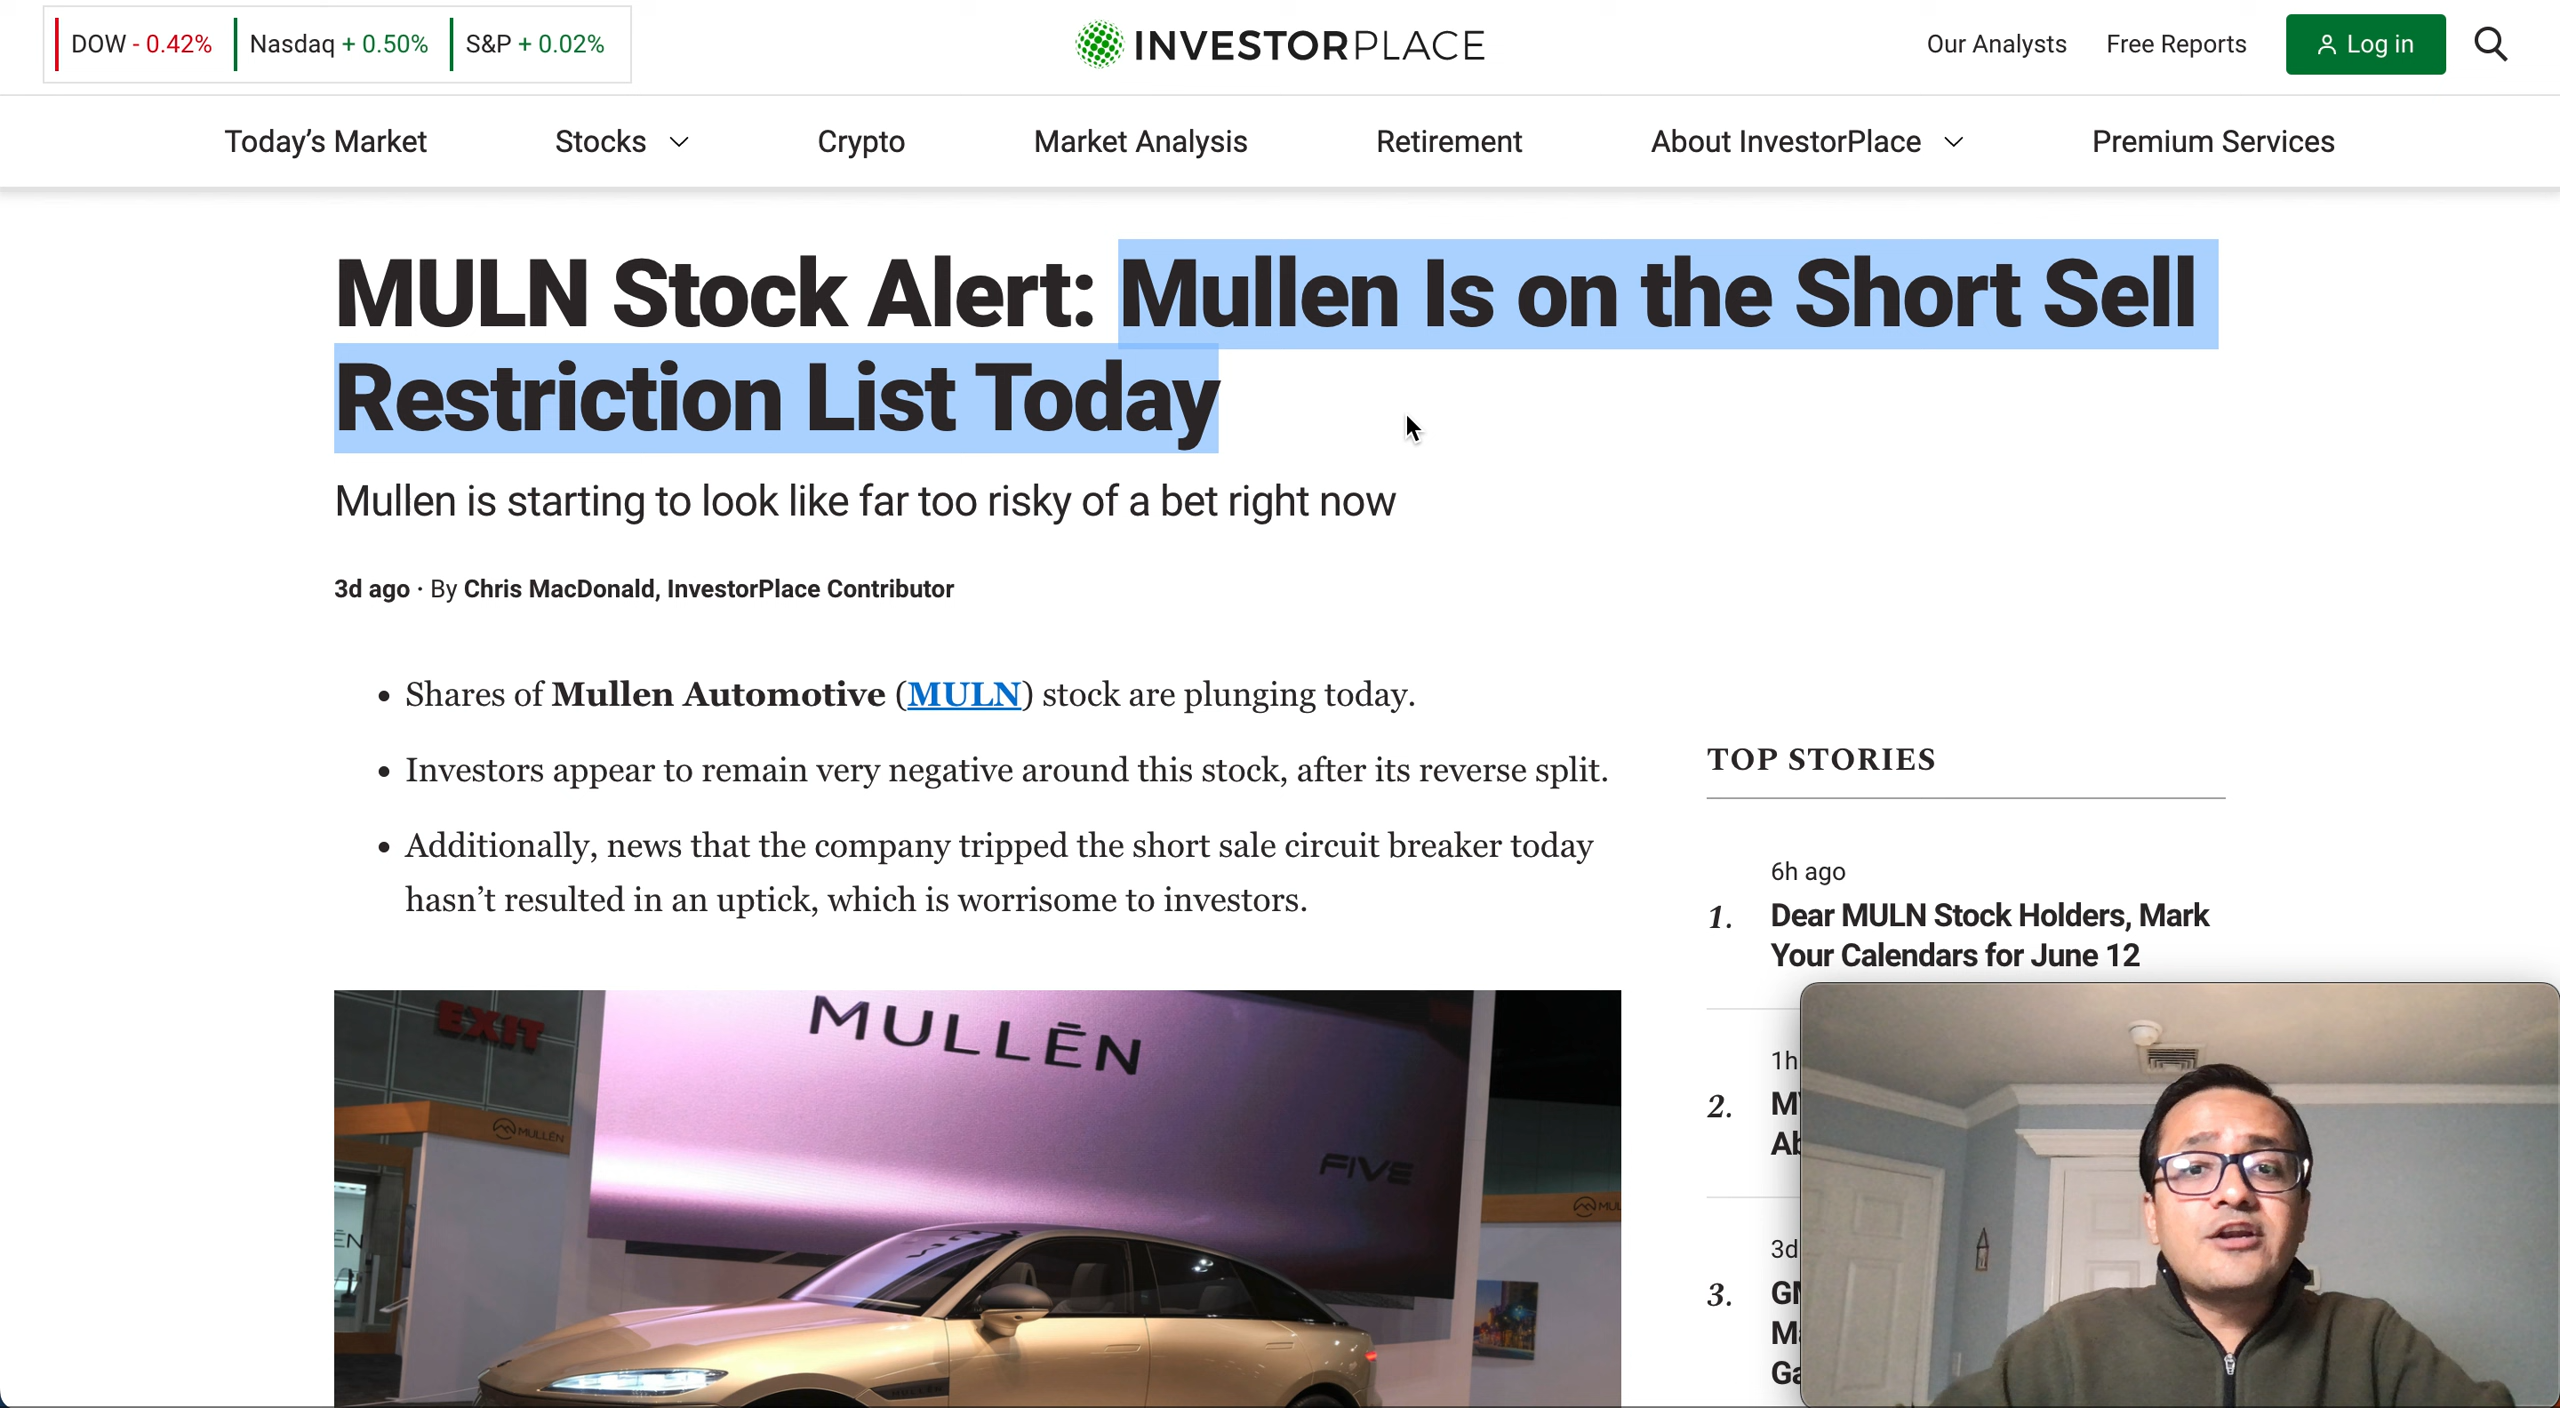 DOW - 0.42% Nasdaq + 0.50% S&P + 0.02%
INVESTORPLACE
Our Analysts Free Reports Log in
Today's Market Stocks Crypto Market Analysis Retirement About InvestorPlace Premium Services
MULN Stock Alert: Mullen Is on the Short Sell
Restriction List Today
Mullen is starting to look like far too risky of a bet right now
3d ago · By Chris MacDonald, InvestorPlace Contributor
• Shares of Mullen Automotive (MULN) stock are plunging today.
• Investors appear to remain very negative around this stock, after its reverse split.
• Additionally, news that the company tripped the short sale circuit breaker today
hasn't resulted in an uptick, which is worrisome to investors.
TOP STORIES
6h ago
1. Dear MULN Stock Holders, Mark
Your Calendars for June 12
1h
2.
3d
3.
EXIT
MULLĒN
MULLĒN
FIVE